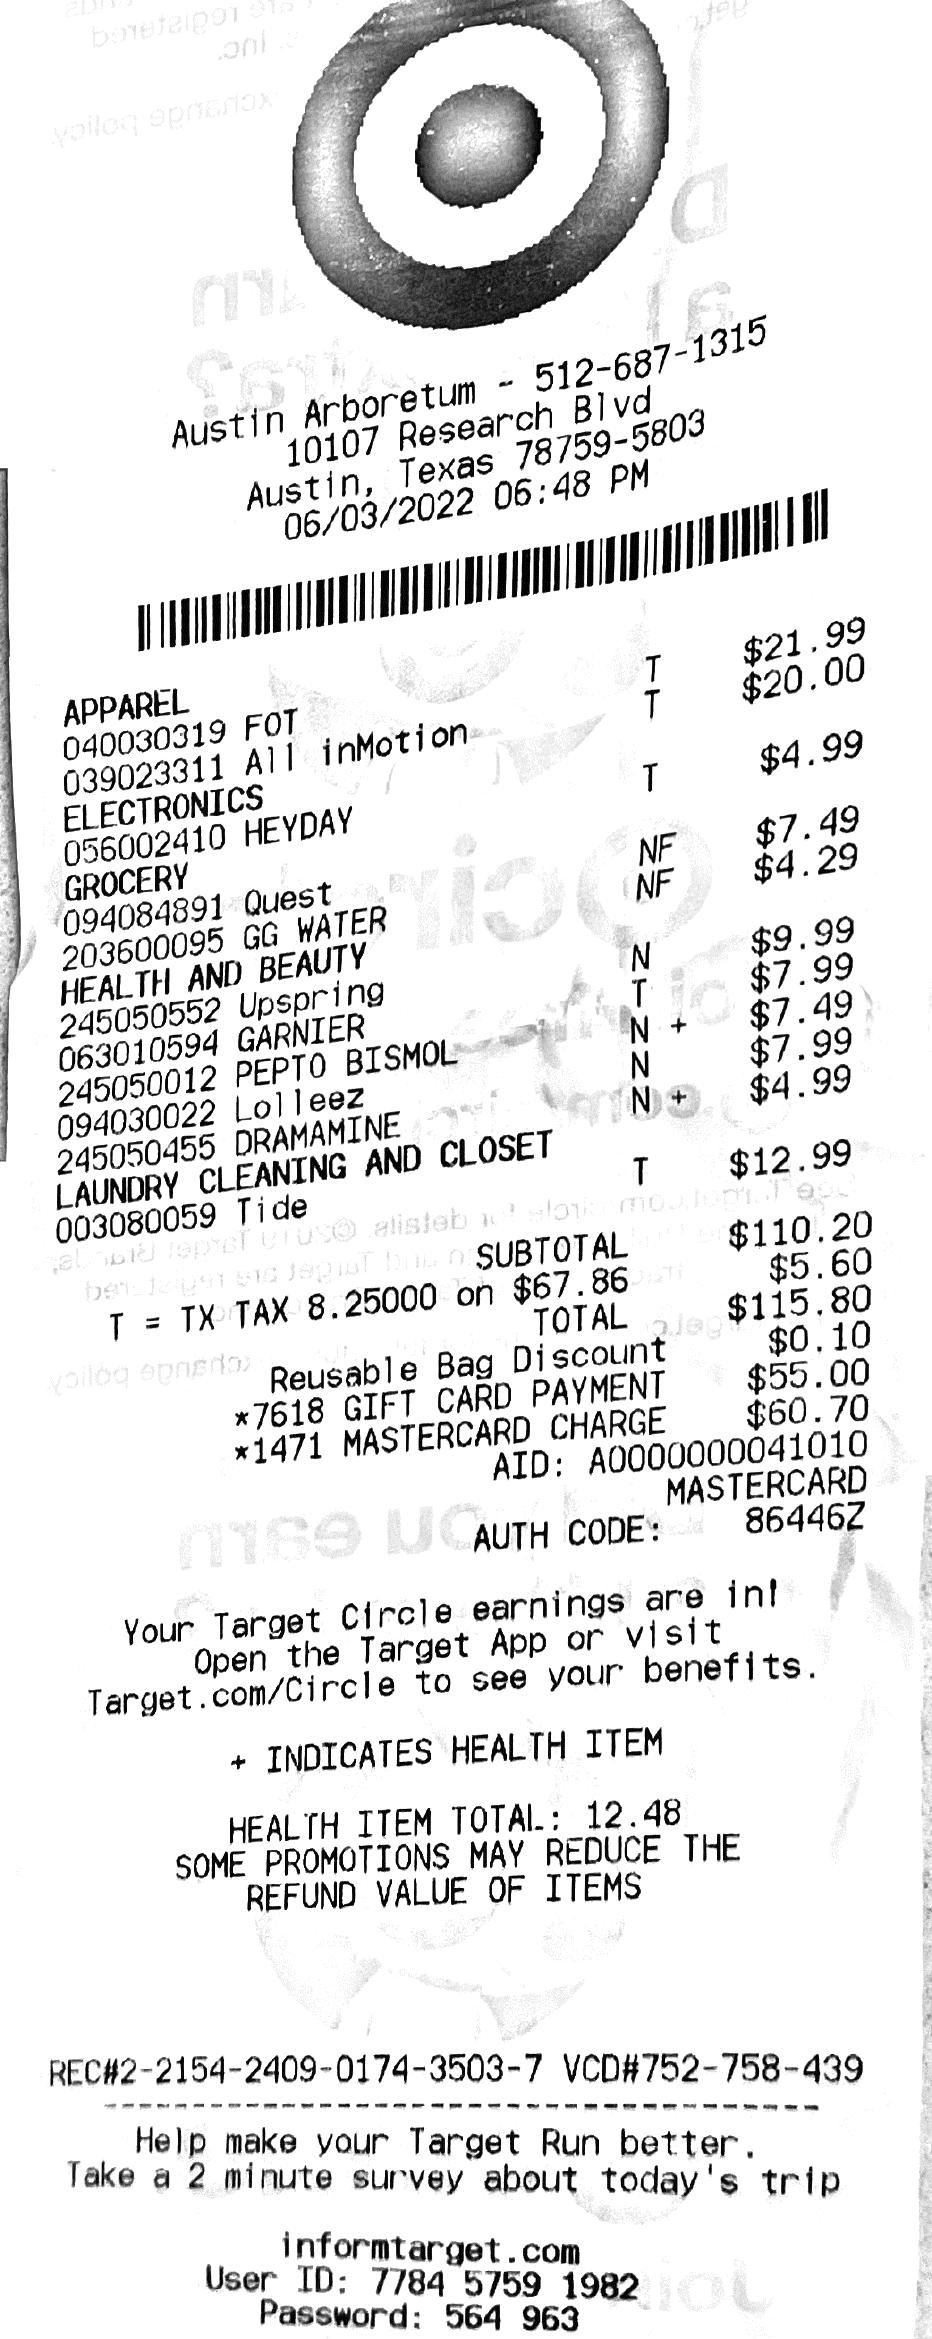 Austin Arboretum - 512-687-1315
10107 Research Blvd
Austin, Texas 78759-5803
06/03/2022 06:48 PM
APPAREL
040030319 FOT T $21.99
039023311 All inMotion T $20.00
ELECTRONICS
056002410 HEYDAY T $4.99
GROCERY
094084891 Quest NF $7.49
203600095 GG WATER NF $4.29
HEALTH AND BEAUTY
245050552 Upspring N $9.99
063010594 GARNIER T $7.99
245050012 PEPTO BISMOL N + $7.49
094030022 Lolleez N $7.99
245050455 DRAMAMINE N + $4.99
LAUNDRY CLEANING AND CLOSET
003080059 Tide T $12.99
SUBTOTAL $110.20
T = TX TAX 8.25000 on $67.86 $5.60
TOTAL $115.80
Reusable Bag Discount $0.10
*7618 GIFT CARD PAYMENT $55.00
*1471 MASTERCARD CHARGE $60.70
AID: A0000000041010
MASTERCARD
AUTH CODE: 86446Z
Your Target Circle earnings are in!
Open the Target App or visit
Target.com/Circle to see your benefits.
+ INDICATES HEALTH ITEM
HEALTH ITEM TOTAL: 12.48
SOME PROMOTIONS MAY REDUCE THE
REFUND VALUE OF ITEMS
REC#2-2154-2409-0174-3503-7 VCD#752-758-439
Help make your Target Run better.
Take a 2 minute survey about today's trip
informtarget.com
User ID: 7784 5759 1982
Password: 564 963